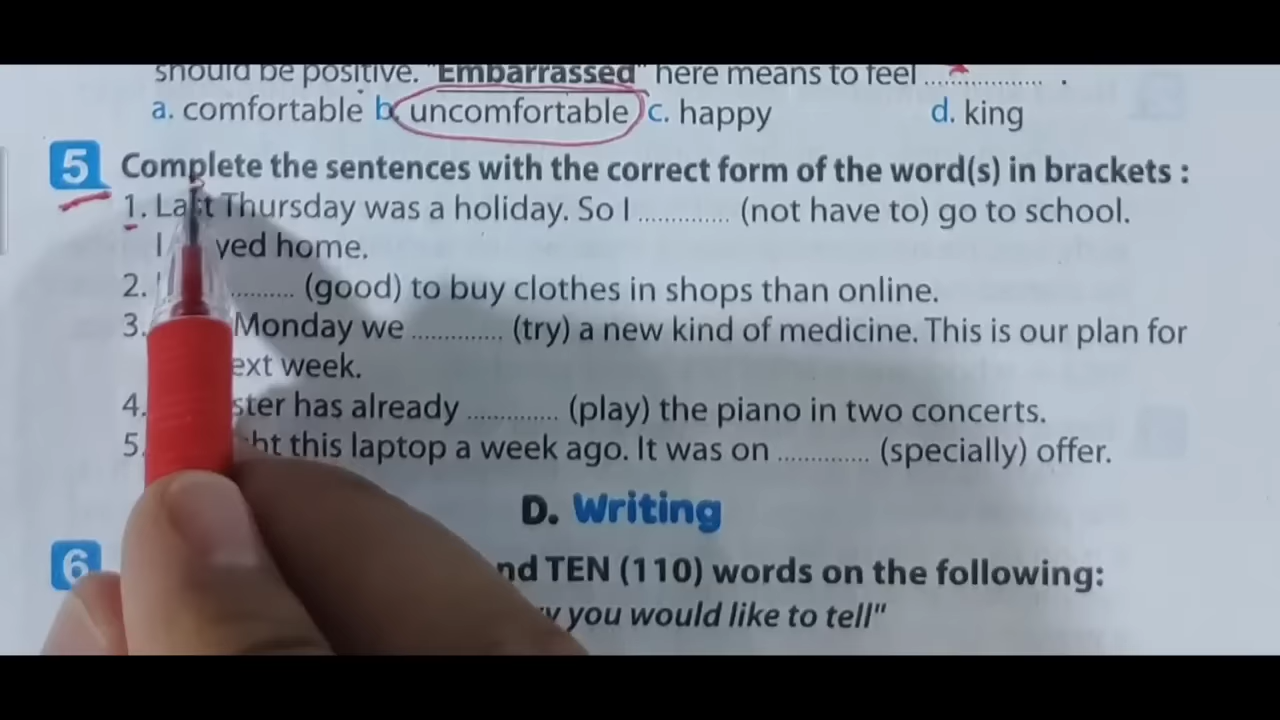 should be positive. "Embarrassed" here means to feel .................. .
a. comfortable b. uncomfortable c. happy d. king
5 Complete the sentences with the correct form of the word(s) in brackets :
1. Last Thursday was a holiday. So I .............. (not have to) go to school.
I yed home.
2. .......... (good) to buy clothes in shops than online.
3. Monday we .............. (try) a new kind of medicine. This is our plan for
ext week.
4. ster has already .............. (play) the piano in two concerts.
5. ht this laptop a week ago. It was on .............. (specially) offer.
D. Writing
6 nd TEN (110) words on the following:
y you would like to tell"